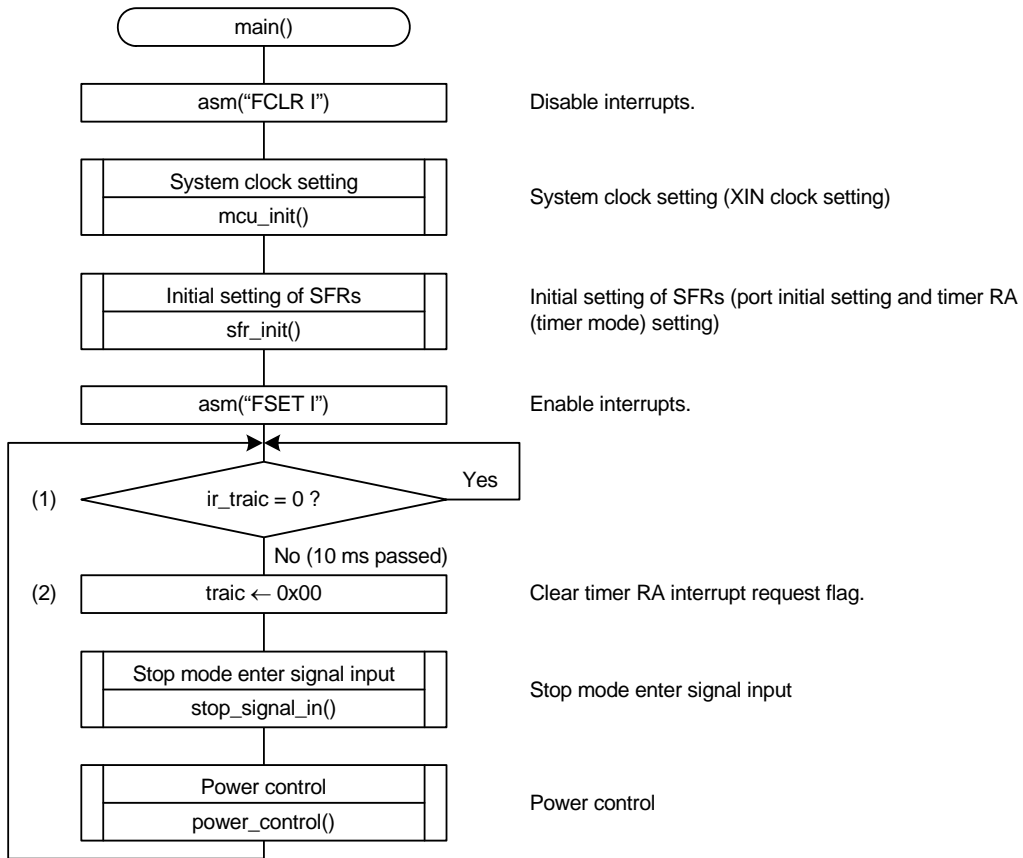 main()
asm(“FCLR I”)
Disable interrupts.
System clock setting
mcu_init()
System clock setting (XIN clock setting)
Initial setting of SFRs
sfr_init()
Initial setting of SFRs (port initial setting and timer RA
(timer mode) setting)
asm(“FSET I”)
Enable interrupts.
(1)
ir_traic = 0 ?
Yes
No (10 ms passed)
(2)
traic ← 0x00
Clear timer RA interrupt request flag.
Stop mode enter signal input
stop_signal_in()
Stop mode enter signal input
Power control
power_control()
Power control